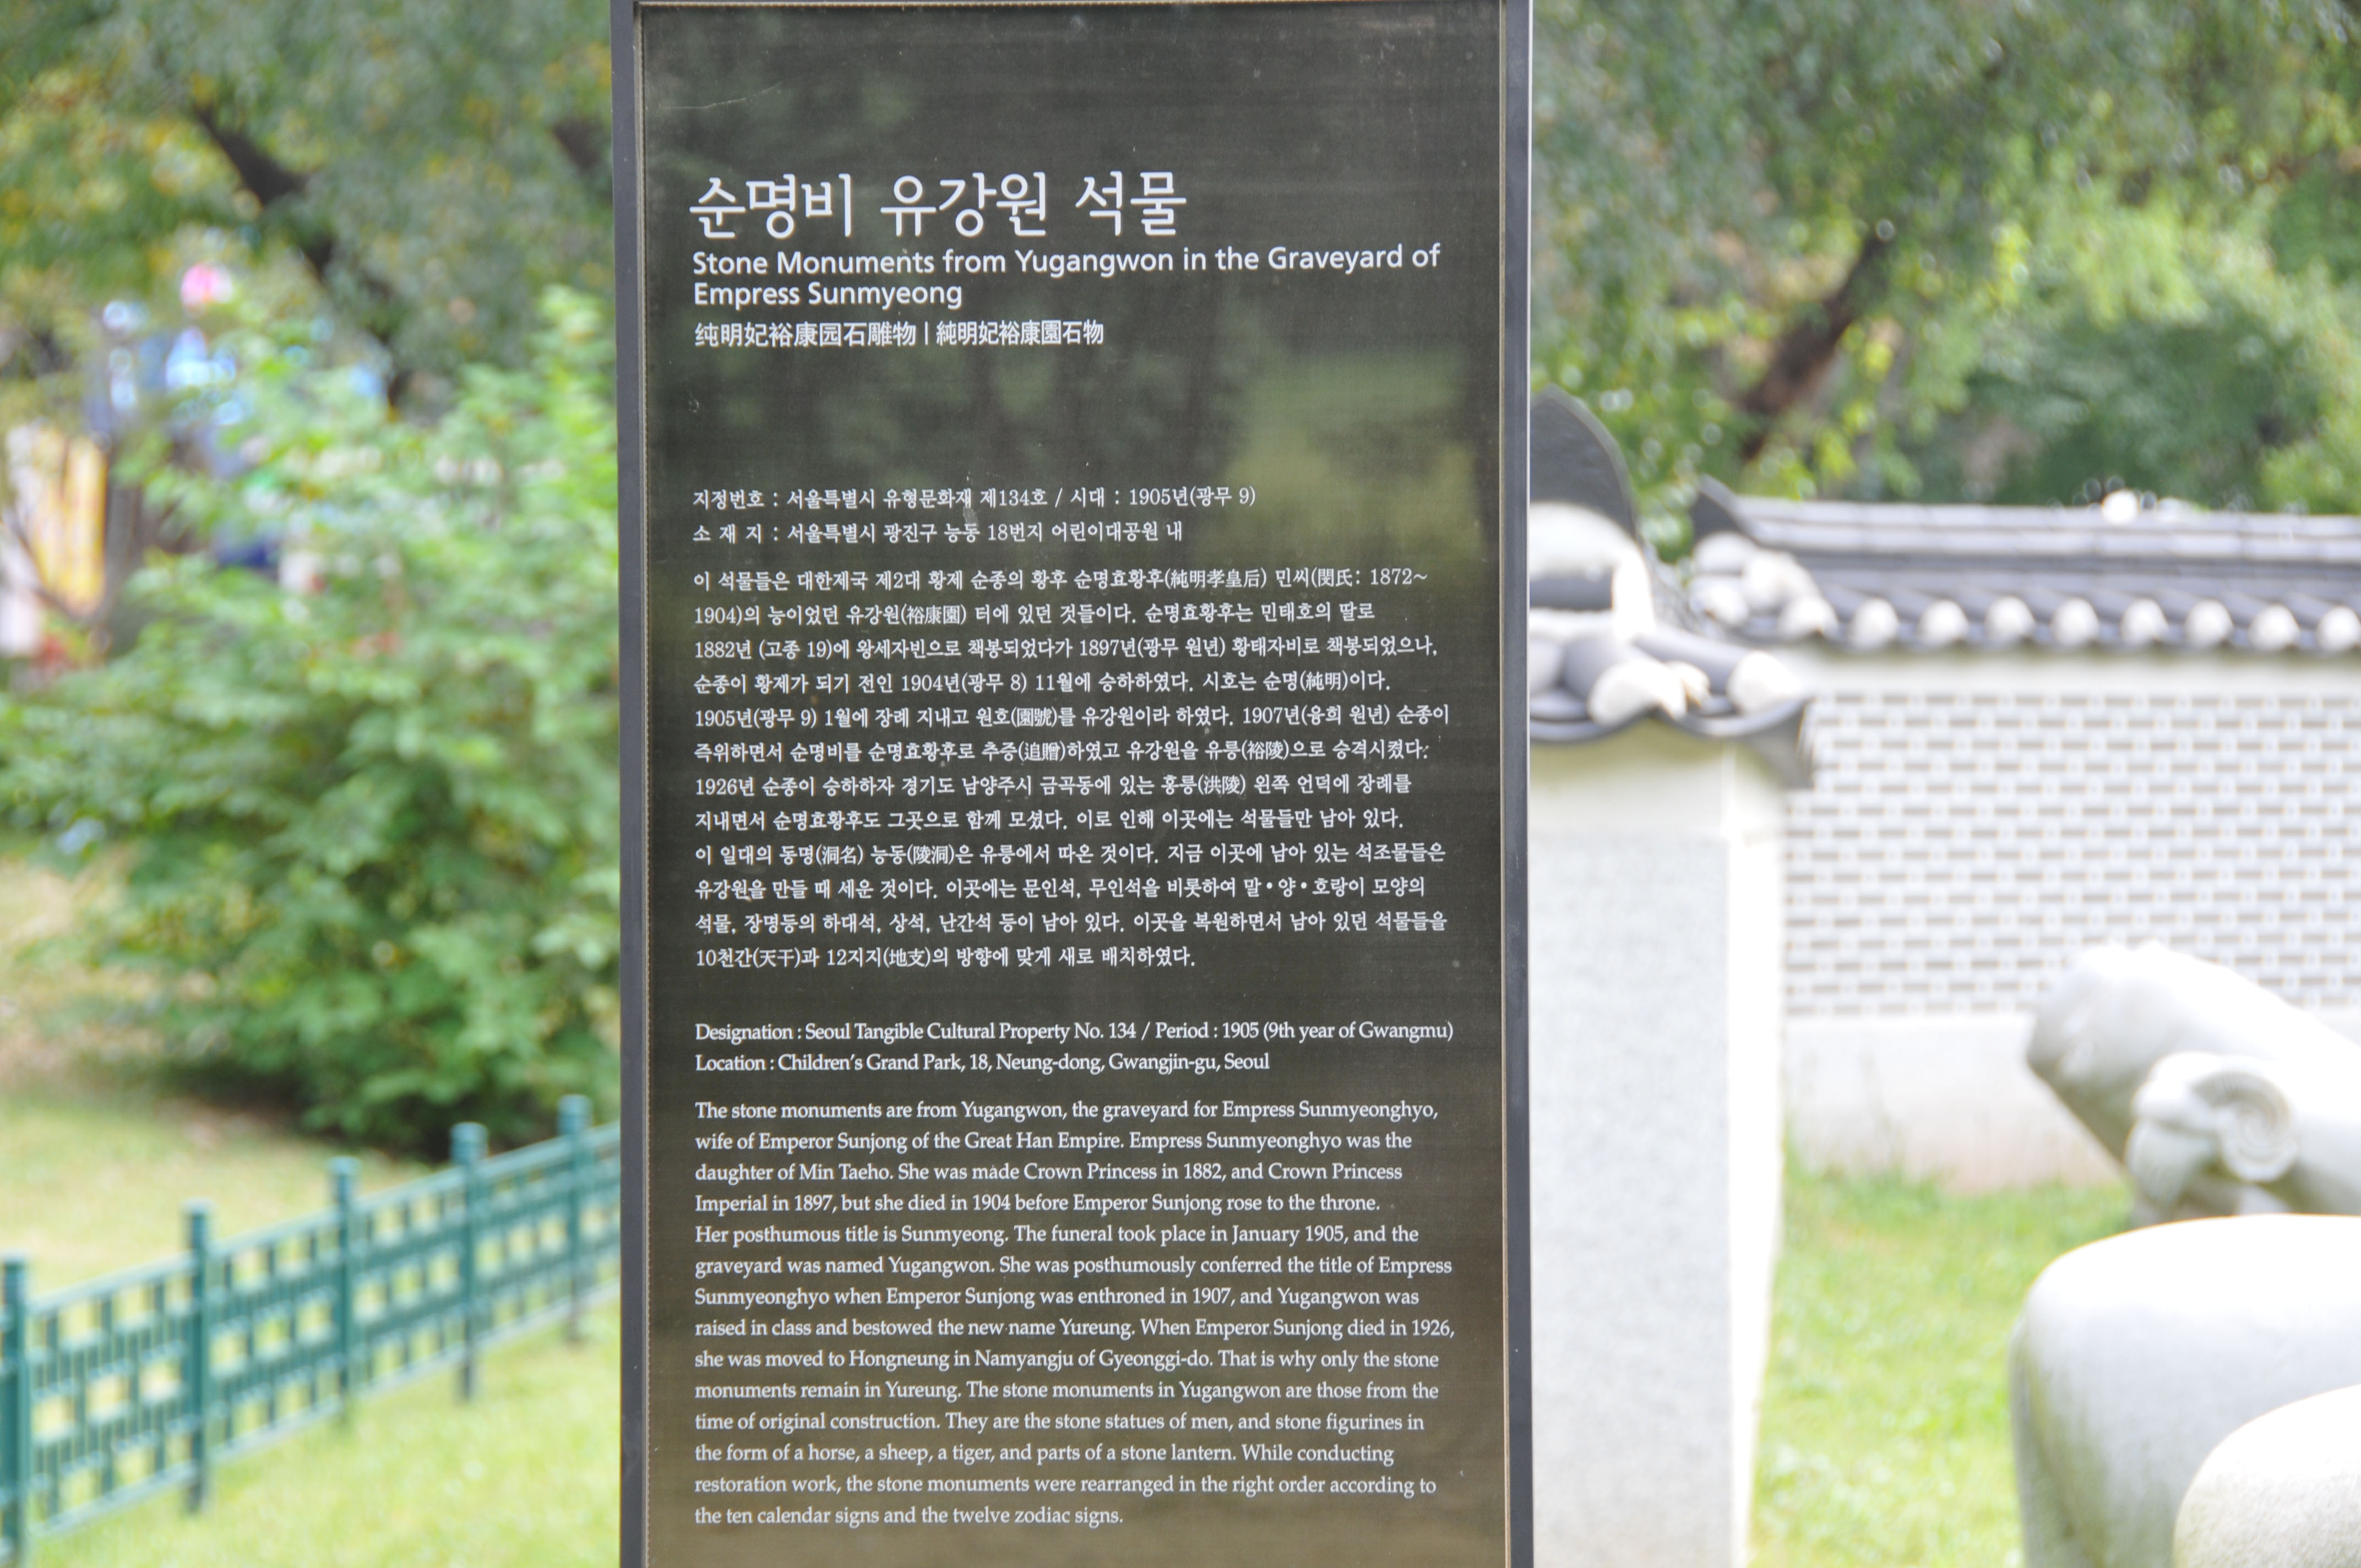 순명비 유강원 석물
Stone Monuments from Yugangwon in the Graveyard of
Empress Sunmyeong
纯明妃裕康园石雕物 | 純明妃裕康園石物
지정번호 : 서울특별시 유형문화재 제134호 / 시대 : 1905년(광무 9)
소 재 지 : 서울특별시 광진구 능동 18번지 어린이대공원 내
이 석물들은 대한제국 제2대 황제 순종의 황후 순명효황후(純明孝皇后) 민씨(閔氏: 1872~
1904)의 능이었던 유강원(裕康園) 터에 있던 것들이다. 순명효황후는 민태호의 딸로
1882년 (고종 19)에 왕세자빈으로 책봉되었다가 1897년(광무 원년) 황태자비로 책봉되었으나,
순종이 황제가 되기 전인 1904년(광무 8) 11월에 승하하였다. 시호는 순명(純明)이다.
1905년(광무 9) 1월에 장례 지내고 원호(園號)를 유강원이라 하였다. 1907년(융희 원년) 순종이
즉위하면서 순명비를 순명효황후로 추증(追贈)하였고 유강원을 유릉(裕陵)으로 승격시켰다.
1926년 순종이 승하하자 경기도 남양주시 금곡동에 있는 홍릉(洪陵) 왼쪽 언덕에 장례를
지내면서 순명효황후도 그곳으로 함께 모셨다. 이로 인해 이곳에는 석물들만 남아 있다.
이 일대의 동명(洞名) 능동(陵洞)은 유릉에서 따온 것이다. 지금 이곳에 남아 있는 석조물들은
유강원을 만들 때 세운 것이다. 이곳에는 문인석, 무인석을 비롯하여 말•양•호랑이 모양의
석물, 장명등의 하대석, 상석, 난간석 등이 남아 있다. 이곳을 복원하면서 남아 있던 석물들을
10천간(天干)과 12지지(地支)의 방향에 맞게 새로 배치하였다.
Designation : Seoul Tangible Cultural Property No. 134 / Period : 1905 (9th year of Gwangmu)
Location : Children's Grand Park, 18, Neung-dong, Gwangjin-gu, Seoul
The stone monuments are from Yugangwon, the graveyard for Empress Sunmyeonghyo,
wife of Emperor Sunjong of the Great Han Empire. Empress Sunmyeonghyo was the
daughter of Min Taeho. She was made Crown Princess in 1882, and Crown Princess
Imperial in 1897, but she died in 1904 before Emperor Sunjong rose to the throne.
Her posthumous title is Sunmyeong. The funeral took place in January 1905, and the
graveyard was named Yugangwon. She was posthumously conferred the title of Empress
Sunmyeonghyo when Emperor Sunjong was enthroned in 1907, and Yugangwon was
raised in class and bestowed the new name Yureung. When Emperor Sunjong died in 1926,
she was moved to Hongneung in Namyangju of Gyeonggi-do. That is why only the stone
monuments remain in Yureung. The stone monuments in Yugangwon are those from the
time of original construction. They are the stone statues of men, and stone figurines in
the form of a horse, a sheep, a tiger, and parts of a stone lantern. While conducting
restoration work, the stone monuments were rearranged in the right order according to
the ten calendar signs and the twelve zodiac signs.